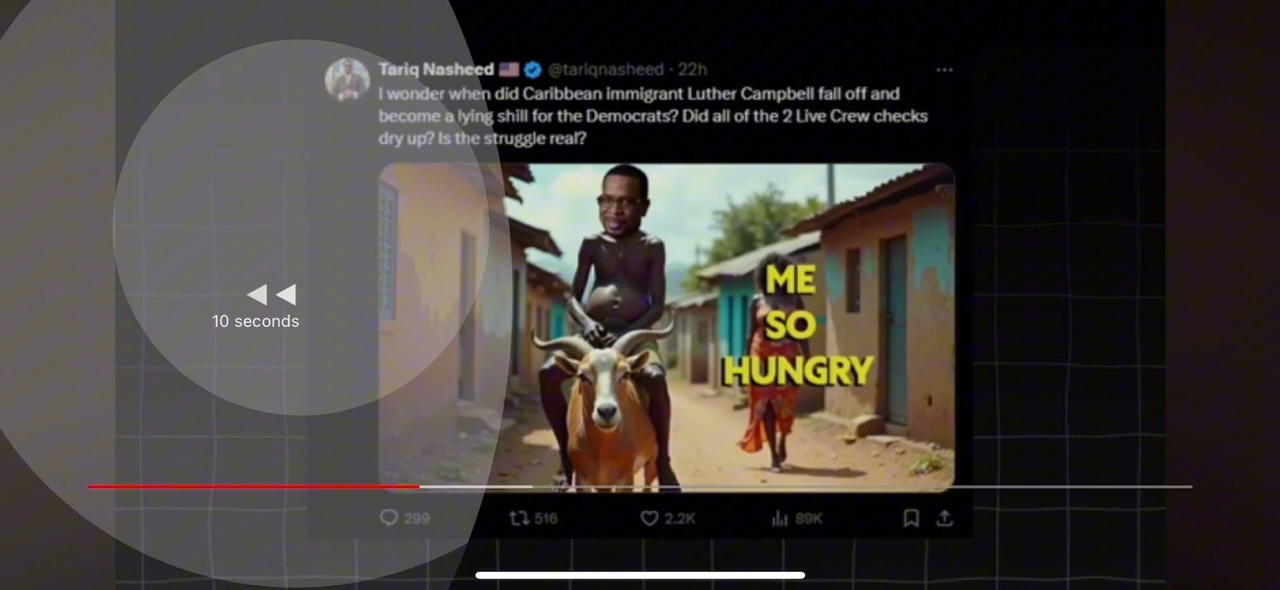 Tariq Nasheed 🇺🇸 @tariqnasheed · 22h
I wonder when did Caribbean immigrant Luther Campbell fall off and
become a lying shill for the Democrats? Did all of the 2 Live Crew checks
dry up? Is the struggle real?
ME
SO
HUNGRY
10 seconds
299 516 2.2K 89K